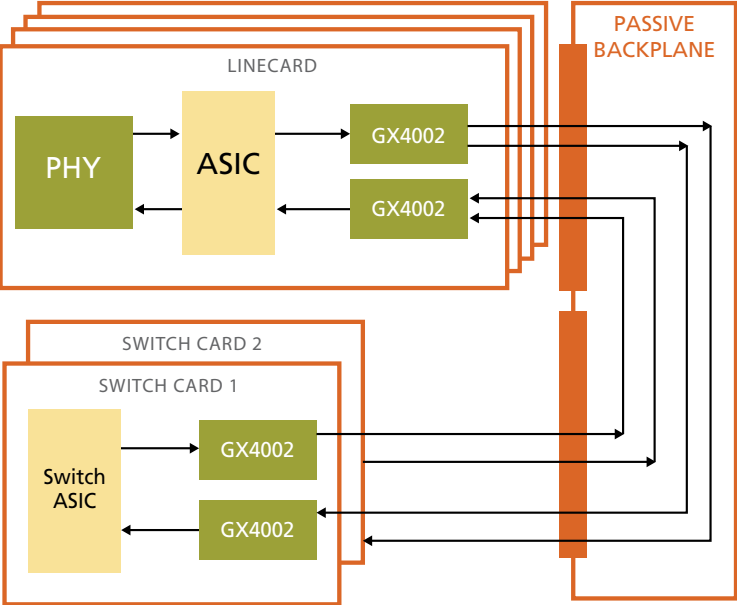 PASSIVE
BACKPLANE
LINECARD
PHY
ASIC
GX4002
GX4002
SWITCH CARD 2
SWITCH CARD 1
Switch
ASIC
GX4002
GX4002